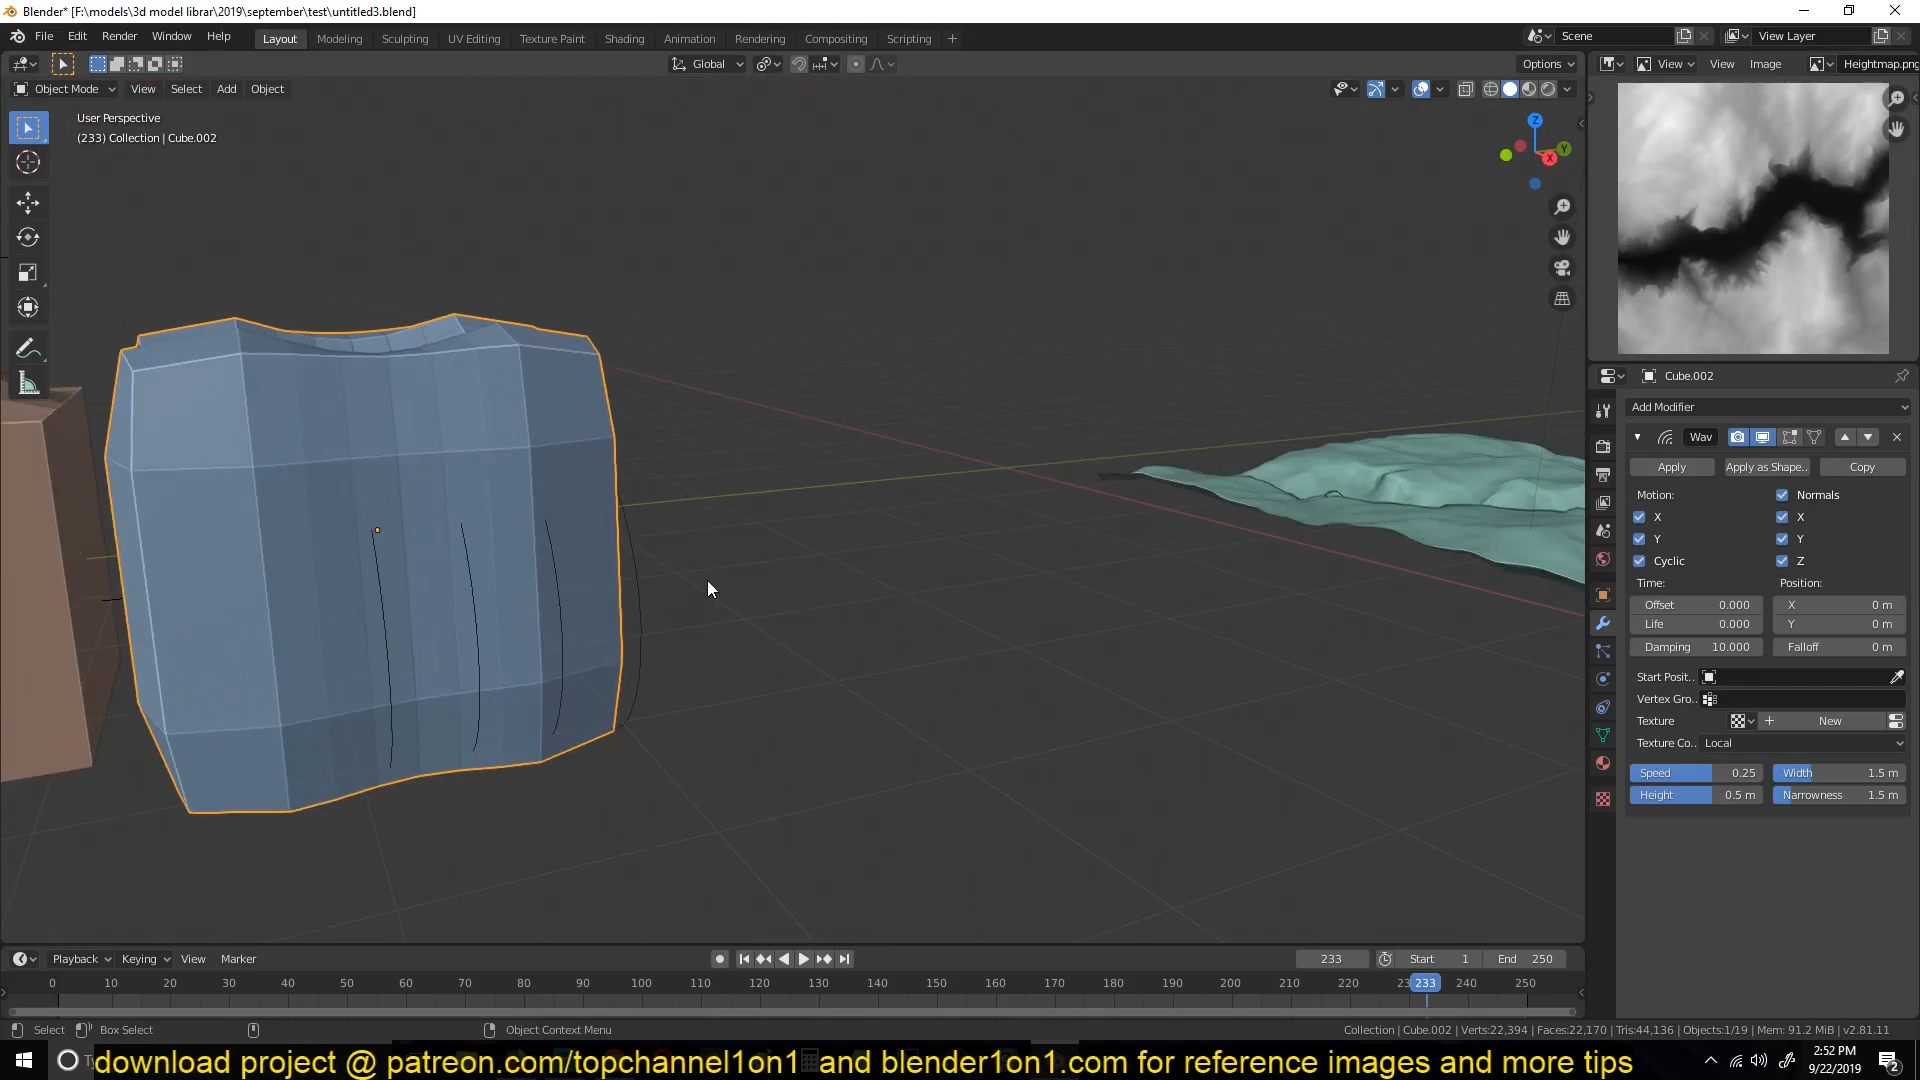 Blender* [F:\models\3d model librar\2019\september\test\untitled3.blend]
File Edit Render Window Help Layout Modeling Sculpting UV Editing Texture Paint Shading Animation Rendering Compositing Scripting Scene View Layer
Global Options View View Image Heightmap.png
Object Mode View Select Add Object
User Perspective
(233) Collection | Cube.002
Z
Y
X
Cube.002
Add Modifier
Wav
Apply Apply as Shape.. Copy
Motion: Normals
X X
Y Y
Cyclic Z
Time: Position:
Offset 0.000 X 0 m
Life 0.000 Y 0 m
Damping 10.000 Falloff 0 m
Start Posit..
Vertex Gro..
Texture New
Texture Co.. Local
Speed 0.25 Width 1.5 m
Height 0.5 m Narrowness 1.5 m
Playback Keying View Marker 233 Start 1 End 250
0 10 20 30 40 50 60 70 80 90 100 110 120 130 140 150 160 170 180 190 200 210 220 23 233 240 250
Select Box Select Object Context Menu Collection | Cube.002 | Verts:22,394 | Faces:22,170 | Tris:44,136 | Objects:1/19 | Mem: 91.2 MiB | v2.81.11
download project @ patreon.com/topchannel1on1 and blender1on1.com for reference images and more tips
2:52 PM
9/22/2019
2